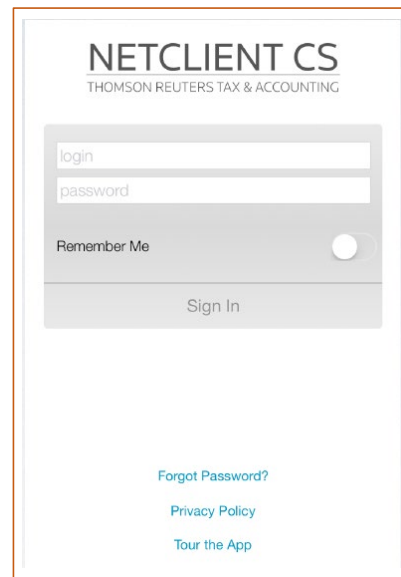 NETCLIENT CS
THOMSON REUTERS TAX & ACCOUNTING
login
password
Remember Me
Sign In
Forgot Password?
Privacy Policy
Tour the App